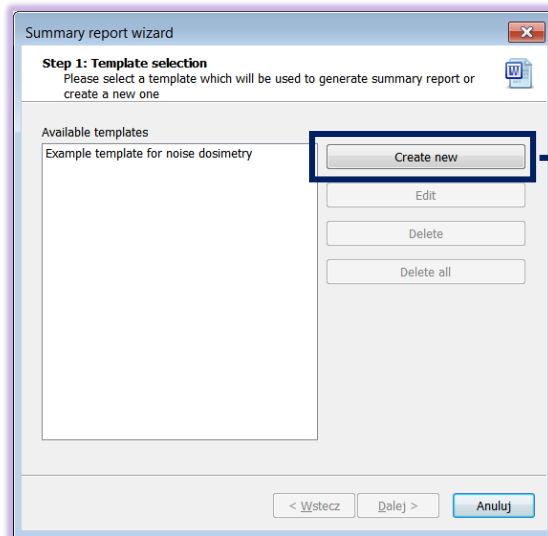 Summary report wizard
Step 1: Template selection
Please select a template which will be used to generate summary report or
create a new one
Available templates
Example template for noise dosimetry
Create new
Edit
Delete
Delete all
< Wstecz
Dalej >
Anuluj